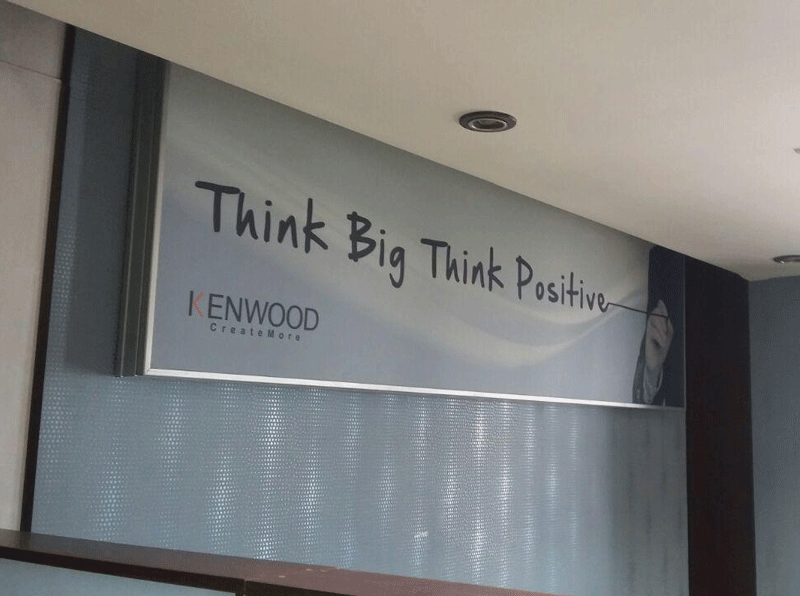 Think Big Think Positive
KENWOOD
CreateMore